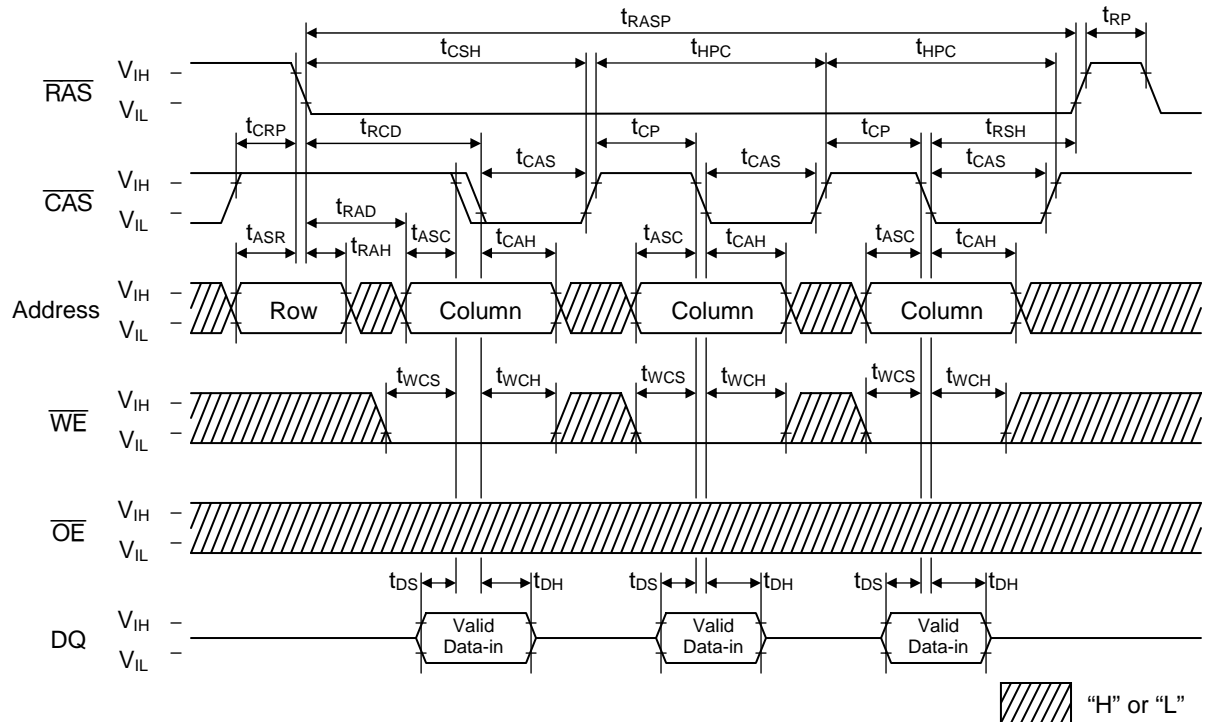 tRASP tRP
tCSH tHPC tHPC
RAS VIH –
VIL –
tCRP tRCD tCP tCP tRSH
tCAS tCAS tCAS
CAS VIH –
VIL –
tRAD
tASR tRAH tASC tCAH tASC tCAH tASC tCAH
Address VIH –
VIL –
Row Column Column Column
tWCS tWCH tWCS tWCH tWCS tWCH
WE VIH –
VIL –
OE VIH –
VIL –
tDS tDH tDS tDH tDS tDH
DQ VIH –
VIL –
Valid Data-in Valid Data-in Valid Data-in
“H” or “L”